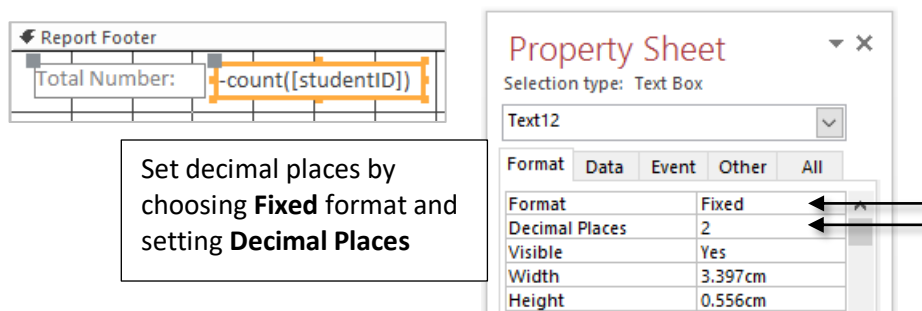 Report Footer
Total Number:
-count([studentID])
Set decimal places by
choosing Fixed format and
setting Decimal Places
Property Sheet
Selection type: Text Box
Text12
Format Data Event Other All
Format Fixed
Decimal Places 2
Visible Yes
Width 3.397cm
Height 0.556cm